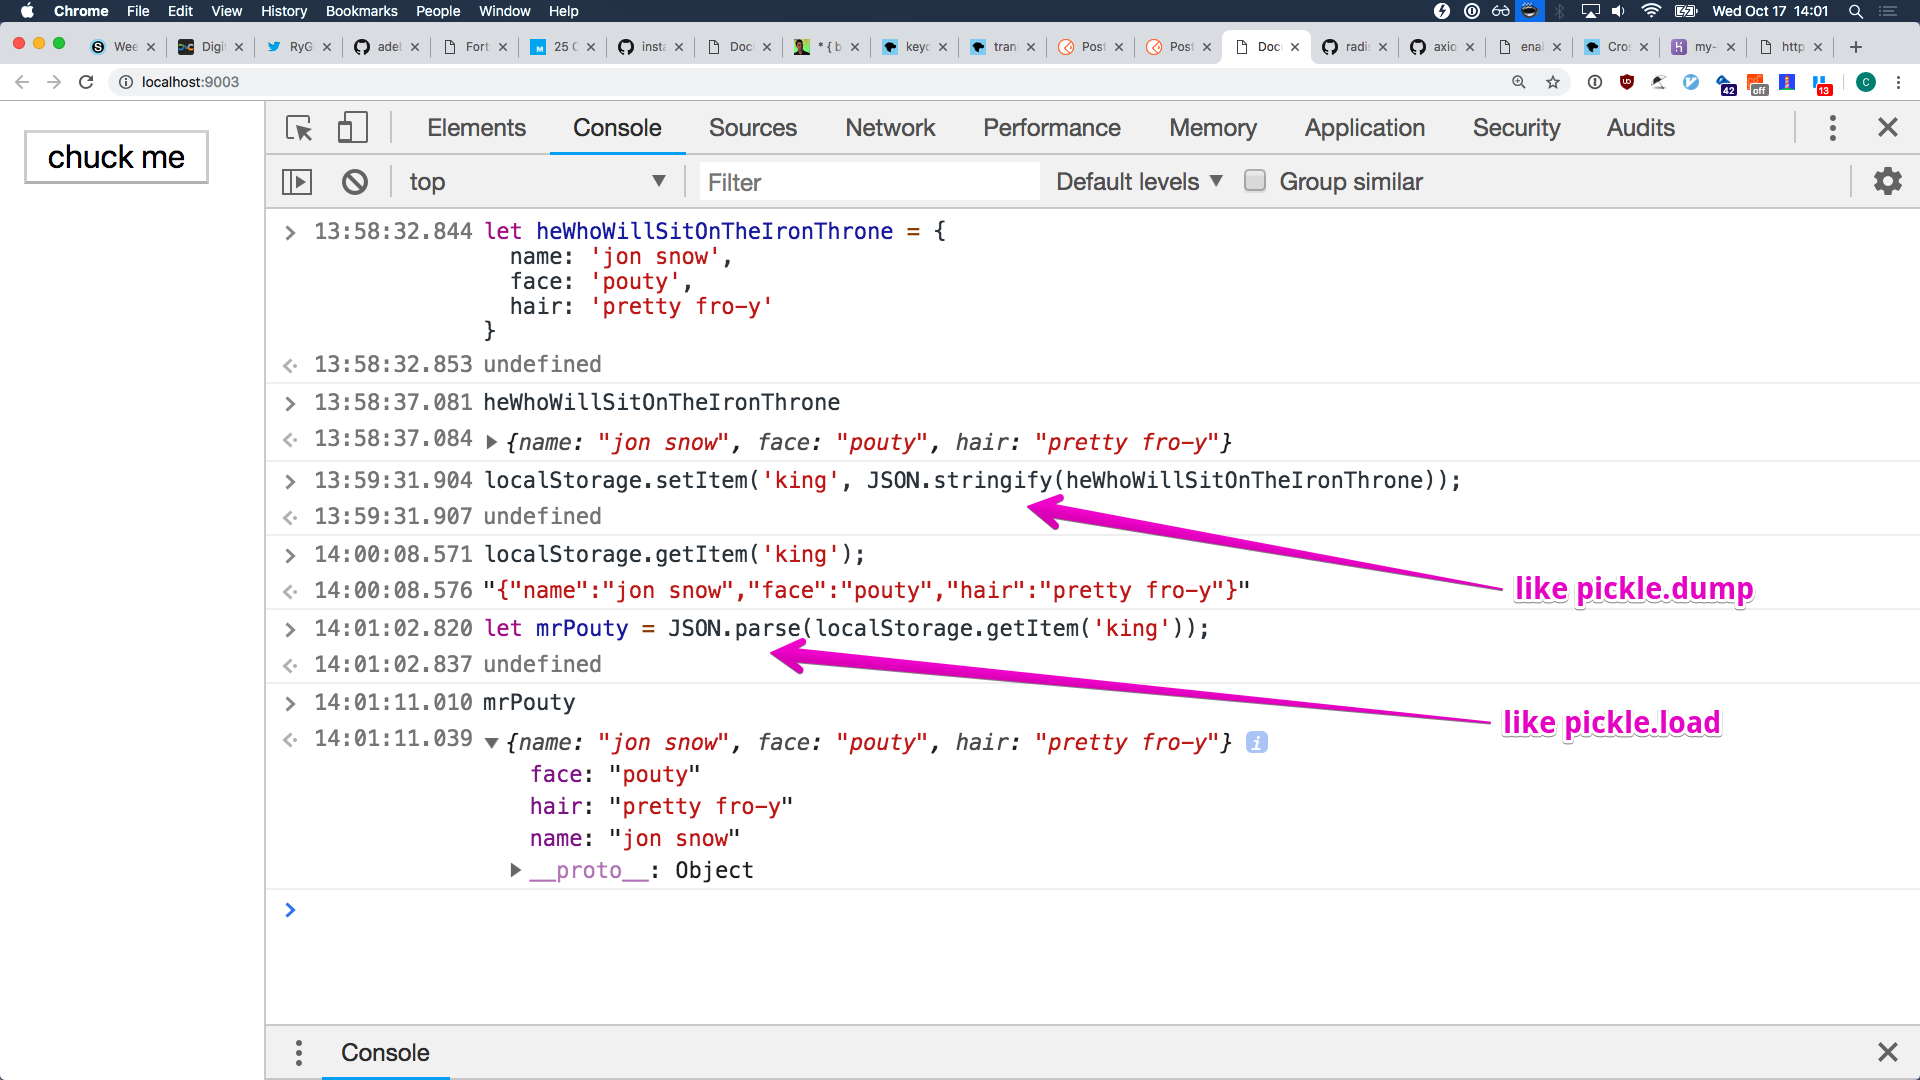 Chrome File Edit View History Bookmarks People Window Help Wed Oct 17 14:01
Wee Digit RyG adel Fort 25 C insta Docu * { b keyc trans Post Post Docu radi axio enal Cros my- http
localhost:9003 42 off 13 C
chuck me
Elements Console Sources Network Performance Memory Application Security Audits
top Filter Default levels Group similar
13:58:32.844 let heWhoWillSitOnTheIronThrone = {
name: 'jon snow',
face: 'pouty',
hair: 'pretty fro-y'
}
13:58:32.853 undefined
13:58:37.081 heWhoWillSitOnTheIronThrone
13:58:37.084 {name: "jon snow", face: "pouty", hair: "pretty fro-y"}
13:59:31.904 localStorage.setItem('king', JSON.stringify(heWhoWillSitOnTheIronThrone));
13:59:31.907 undefined
14:00:08.571 localStorage.getItem('king');
14:00:08.576 "{"name":"jon snow","face":"pouty","hair":"pretty fro-y"}"
like pickle.dump
14:01:02.820 let mrPouty = JSON.parse(localStorage.getItem('king'));
14:01:02.837 undefined
14:01:11.010 mrPouty
like pickle.load
14:01:11.039 {name: "jon snow", face: "pouty", hair: "pretty fro-y"} i
face: "pouty"
hair: "pretty fro-y"
name: "jon snow"
__proto__: Object
Console